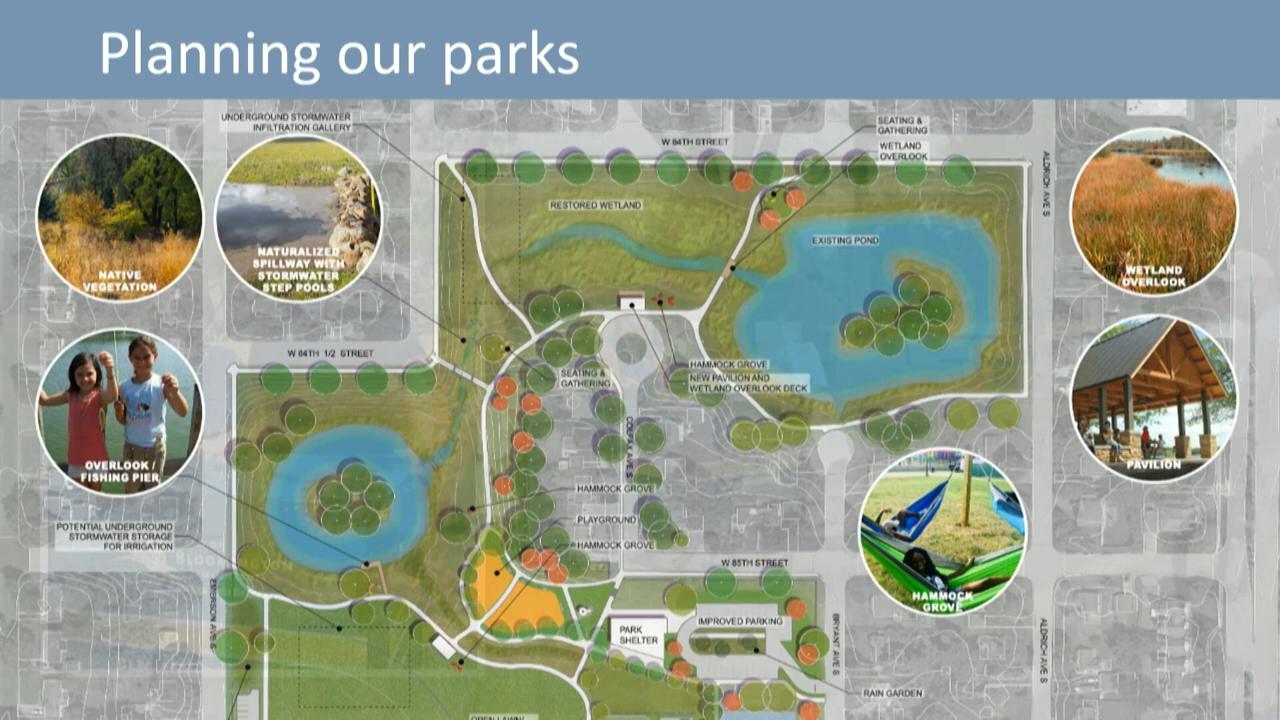 Planning our parks
UNDERGROUND STORMWATER
INFILTRATION GALLERY
SEATING &
GATHERING
WETLAND
OVERLOOK
W 84TH STREET
ALDRICH AVE S
NATIVE
VEGETATION
NATURALIZED
SPILLWAY WITH
STORMWATER
STEP POOLS
RESTORED WETLAND
EXISTING POND
WETLAND
OVERLOOK
W 84TH 1/2 STREET
SEATING &
GATHERING
HAMMOCK GROVE
NEW PAVILION AND
WETLAND OVERLOOK DECK
OVERLOOK /
FISHING PIER
PAVILION
HAMMOCK GROVE
PLAYGROUND
HAMMOCK GROVE
POTENTIAL UNDERGROUND
STORMWATER STORAGE
FOR IRRIGATION
W 85TH STREET
HAMMOCK
GROVE
EMERSON AVE S
PARK
SHELTER
IMPROVED PARKING
BRYANT AVE S
ALDRICH AVE S
RAIN GARDEN